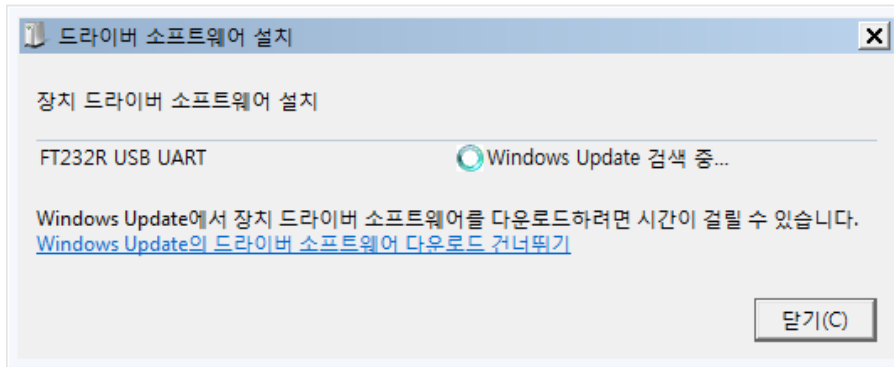 드라이버 소프트웨어 설치
장치 드라이버 소프트웨어 설치
FT232R USB UART Windows Update 검색 중...
Windows Update에서 장치 드라이버 소프트웨어를 다운로드하려면 시간이 걸릴 수 있습니다.
Windows Update의 드라이버 소프트웨어 다운로드 건너뛰기
닫기(C)